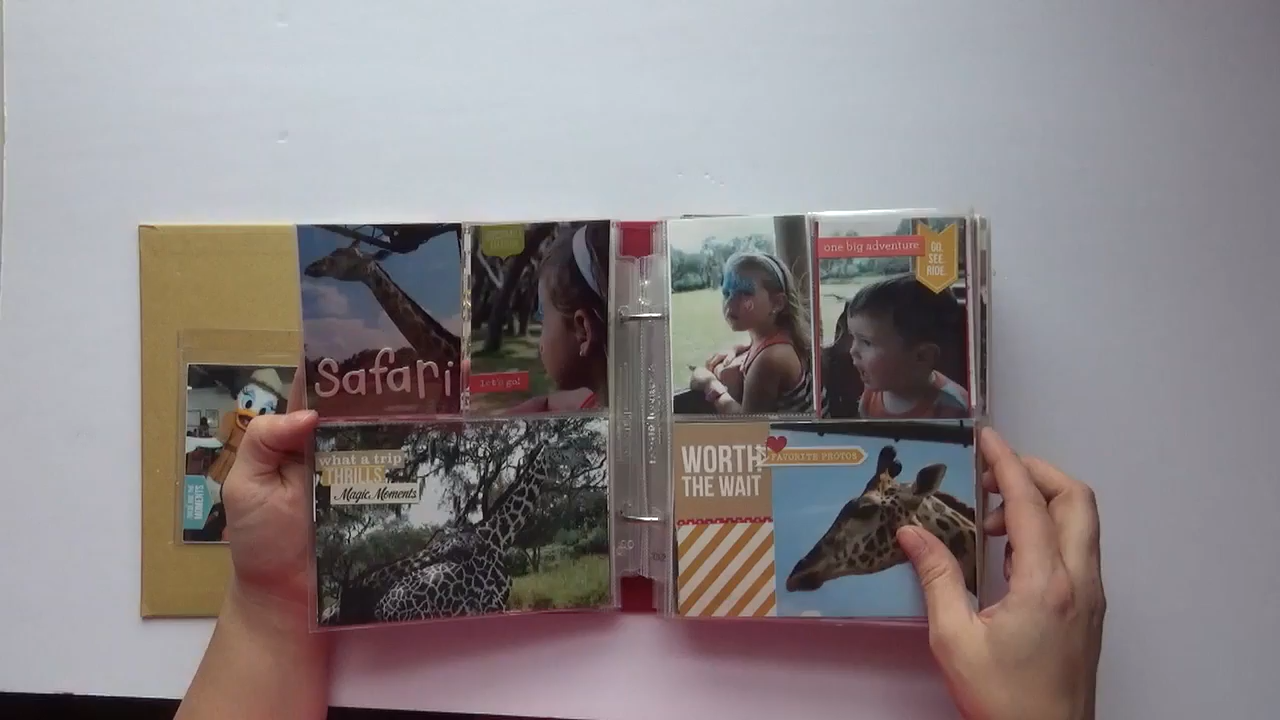 Safari
let's go!
what a trip
THRILLS
Magic Moments
one big adventure
GO.
SEE.
RIDE.
WORTH
THE WAIT
FAVORITE PHOTOS
MOMENTS